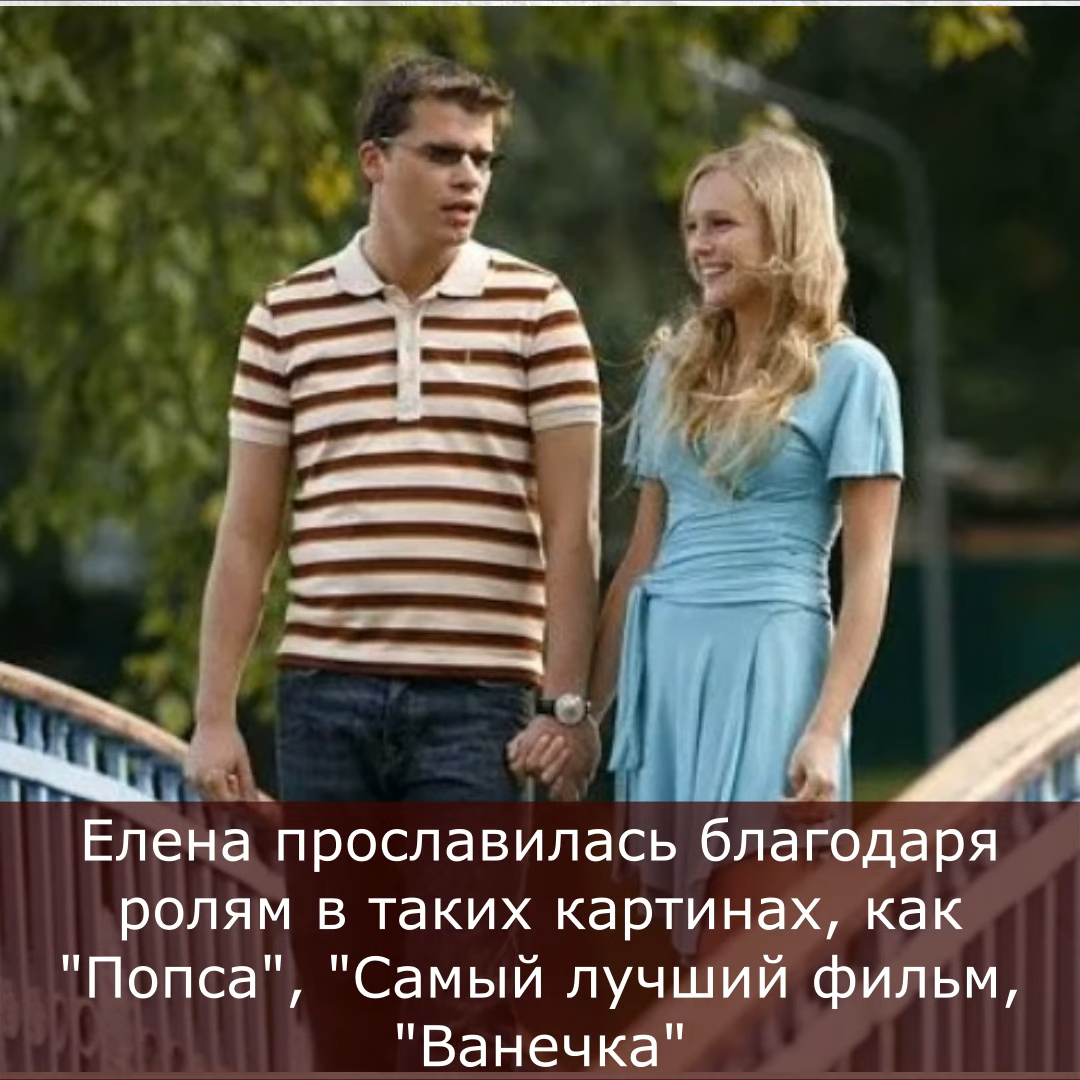 Елена прославилась благодаря
ролям в таких картинах, как
"Попса", "Самый лучший фильм,
"Ванечка"